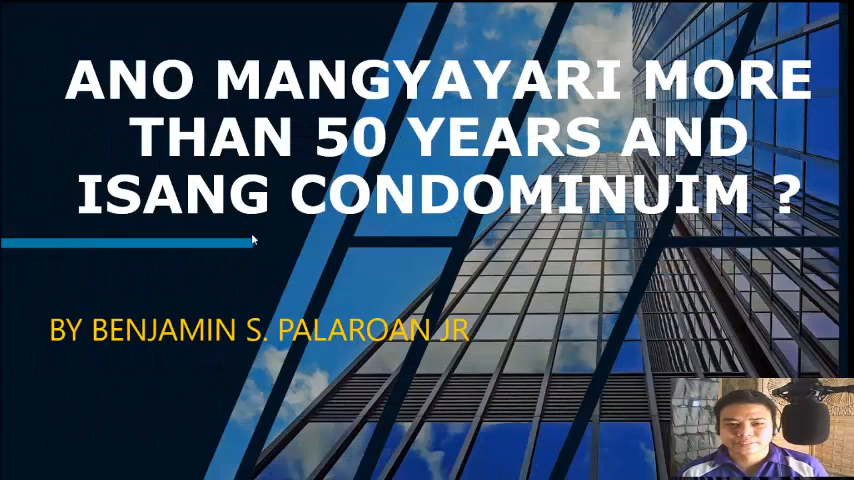 ANO MANGYAYARI MORE
THAN 50 YEARS AND
ISANG CONDOMINUIM ?
BY BENJAMIN S. PALAROAN JR